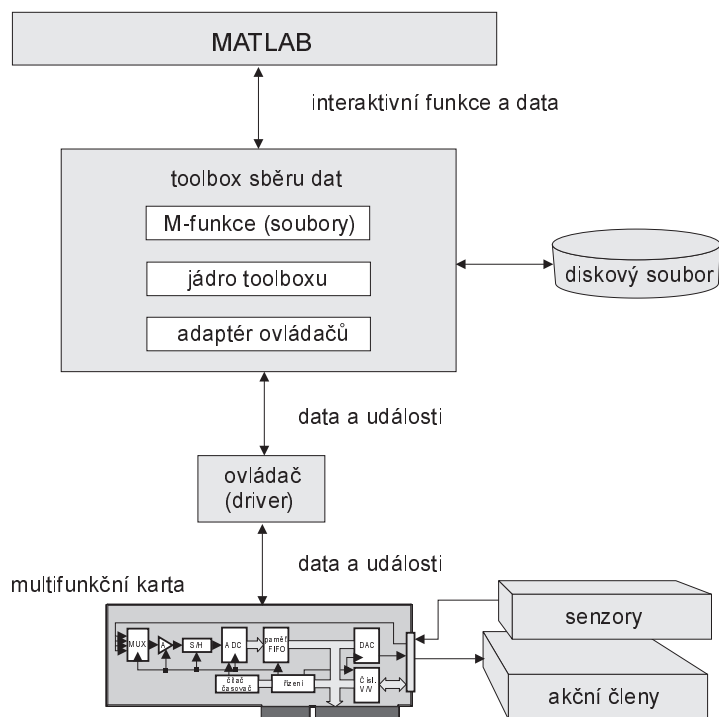 MATLAB
interaktivní funkce a data
toolbox sběru dat
M-funkce (soubory)
jádro toolboxu
adaptér ovládačů
diskový soubor
data a události
ovládač
(driver)
data a události
multifunkční karta
MUX
A
S/H
ADC
paměť
FIFO
DAC
čítač
časovač
řízení
Čísl.
V/V
senzory
akční členy